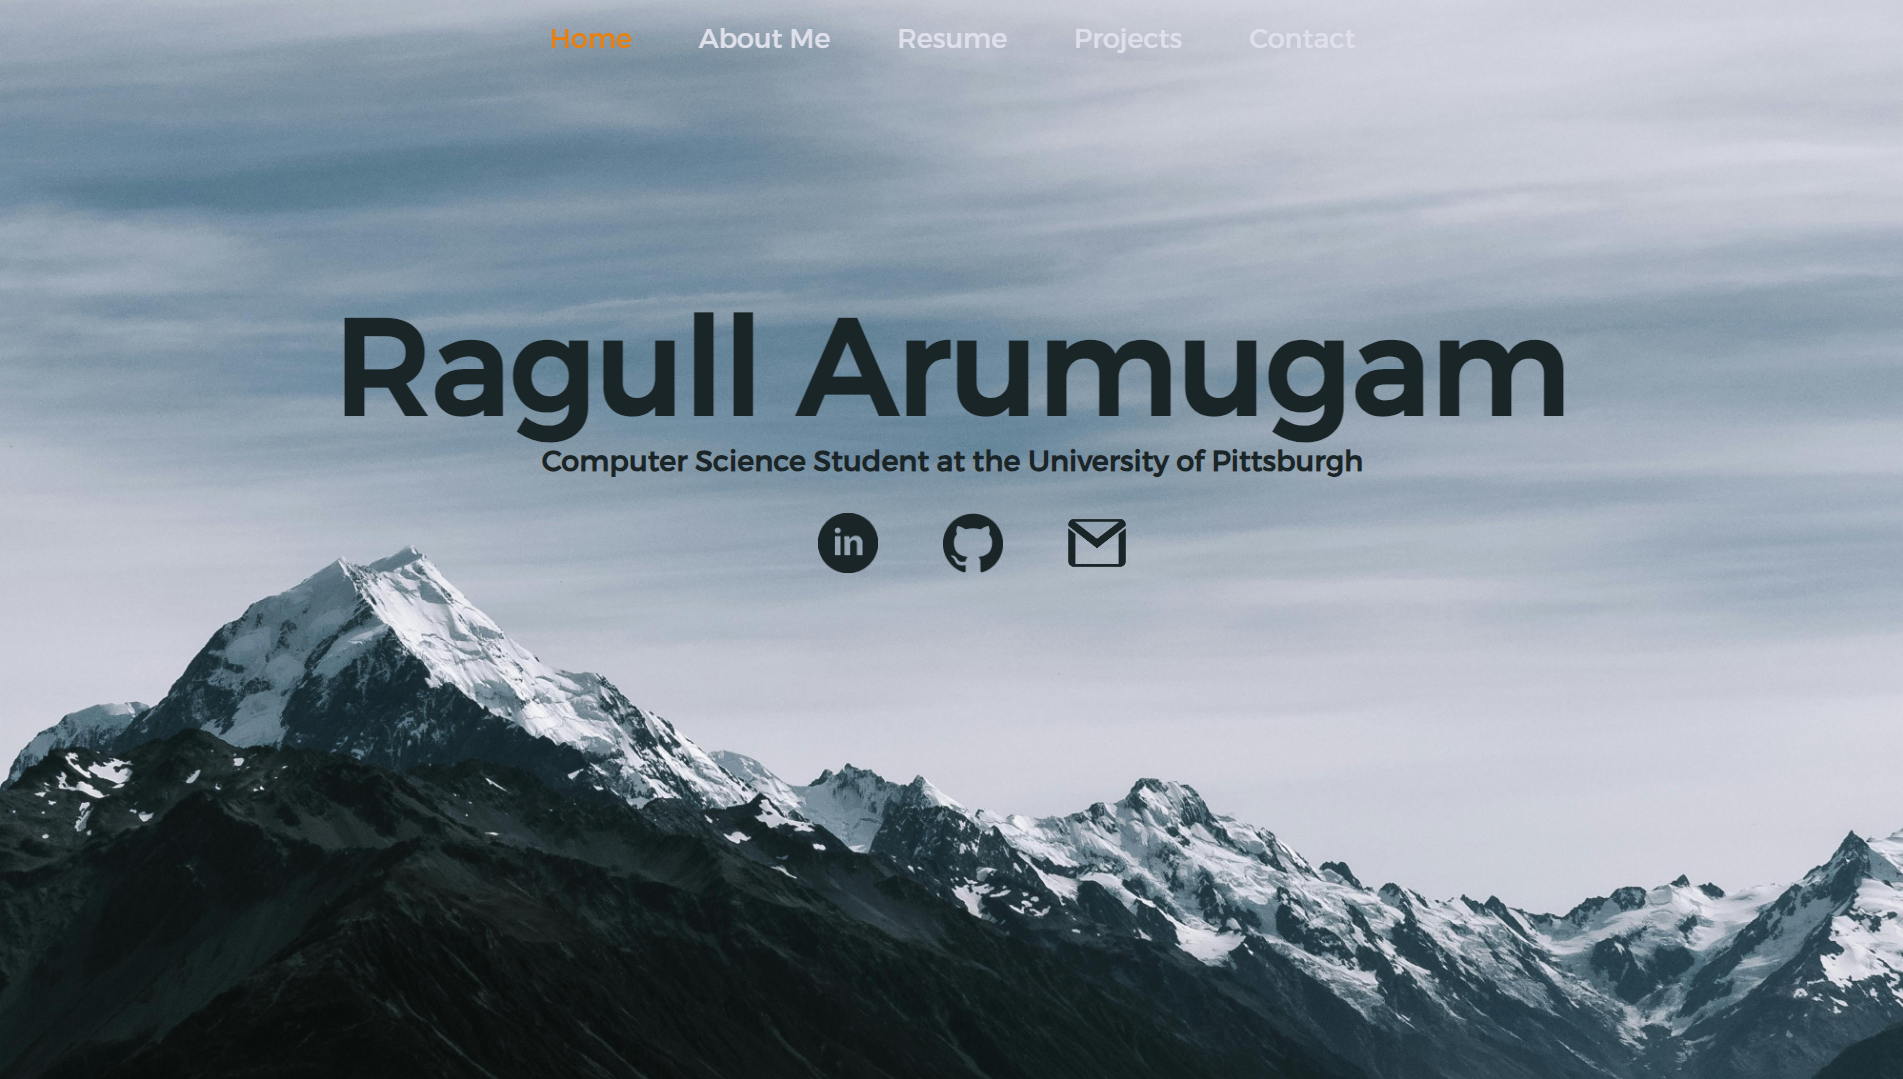 Home About Me Resume Projects Contact
Ragull Arumugam
Computer Science Student at the University of Pittsburgh
in